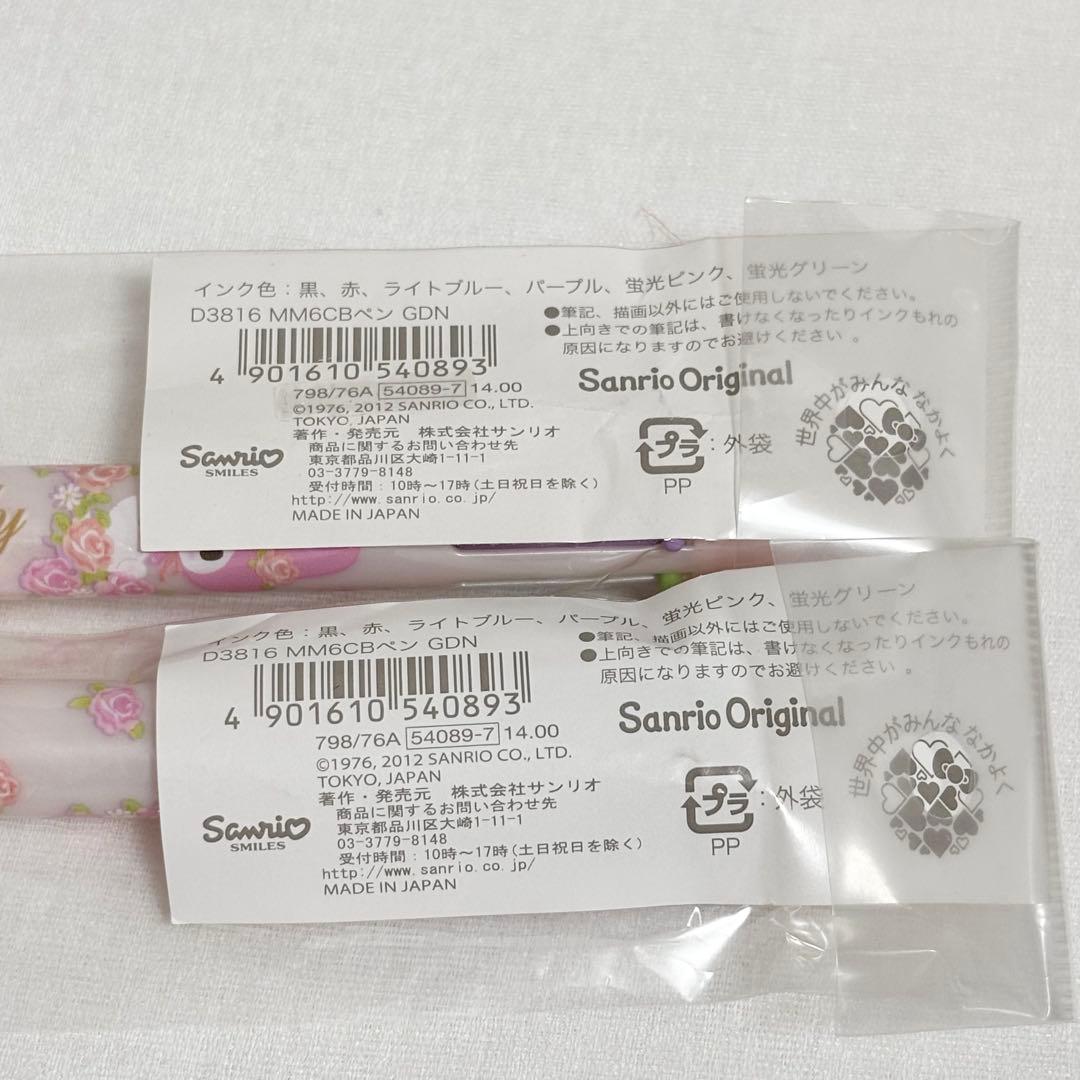 インク色：黒、赤、ライトブルー、パープル、蛍光ピンク、蛍光グリーン
D3816 MM6CBペン GDN
●筆記、描画以外にはご使用しないでください。
●上向きでの筆記は、書けなくなったりインクもれの
原因になりますのでお避けください 。
4 901610 540893
798/76A 54089-7 14.00
©1976, 2012 SANRIO CO., LTD.
TOKYO, JAPAN
著作・発売元 株式会社サンリオ
商品に関するお問い合わせ先
東京都品川区大崎1-11-1
03-3779-8148
受付時間：10時〜17時(土日祝日を除く)
http://www.sanrio.co.jp/
MADE IN JAPAN
Sanrio
SMILES
Sanrio Original
プラ：外袋
PP
世界中がみんななかよく
y
インク色：黒、赤、ライトブルー、パープル、蛍光ピンク、蛍光グリーン
D3816 MM6CBペン GDN
●筆記、描画以外にはご使用しないでください。
●上向きでの筆記は、書けなくなったりインクもれの
原因になりますのでお避けください 。
4 901610 540893
798/76A 54089-7 14.00
©1976, 2012 SANRIO CO., LTD.
TOKYO, JAPAN
著作・発売元 株式会社サンリオ
商品に関するお問い合わせ先
東京都品川区大崎1-11-1
03-3779-8148
受付時間：10時〜17時(土日祝日を除く)
http://www.sanrio.co.jp/
MADE IN JAPAN
Sanrio
SMILES
Sanrio Original
プラ：外袋
PP
世界中がみんななかよく